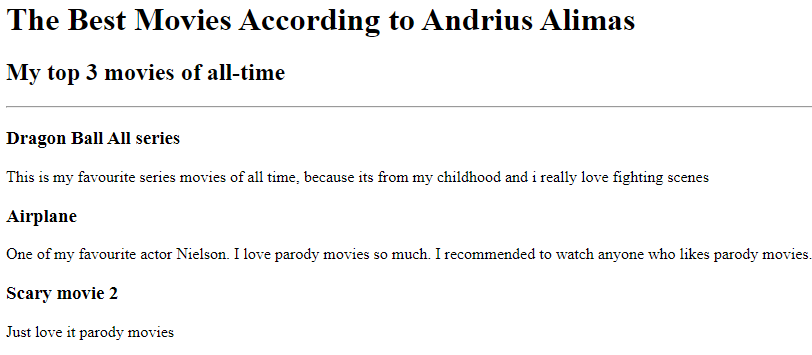 The Best Movies According to Andrius Alimas
My top 3 movies of all-time
Dragon Ball All series
This is my favourite series movies of all time, because its from my childhood and i really love fighting scenes
Airplane
One of my favourite actor Nielson. I love parody movies so much. I recommended to watch anyone who likes parody movies.
Scary movie 2
Just love it parody movies